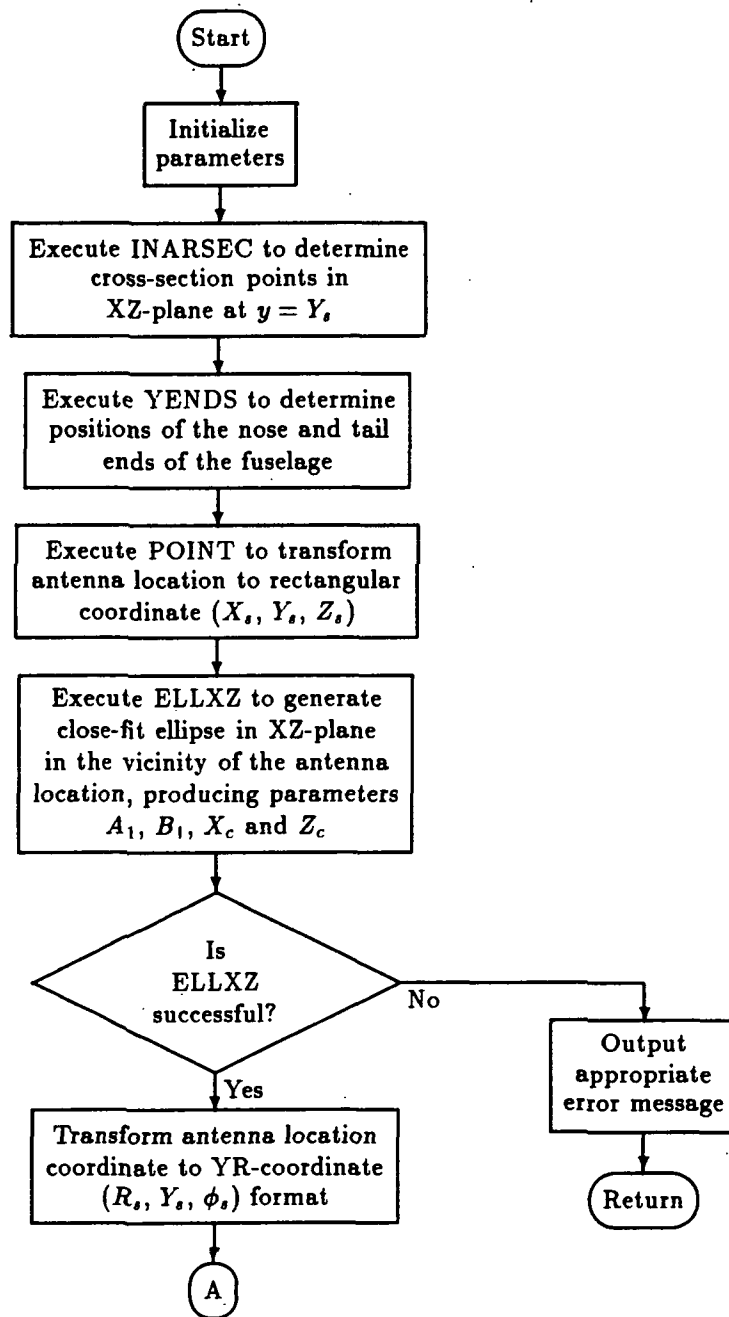 Start
Initialize
parameters
Execute INARSEC to determine
cross-section points in
XZ-plane at y = Yₛ
Execute YENDS to determine
positions of the nose and tail
ends of the fuselage
Execute POINT to transform
antenna location to rectangular
coordinate (Xₛ, Yₛ, Zₛ)
Execute ELLXZ to generate
close-fit ellipse in XZ-plane
in the vicinity of the antenna
location, producing parameters
A₁, B₁, X_c and Z_c
Is
ELLXZ
successful?
No
Output
appropriate
error message
Return
Yes
Transform antenna location
coordinate to YR-coordinate
(Rₛ, Yₛ, ϕₛ) format
A